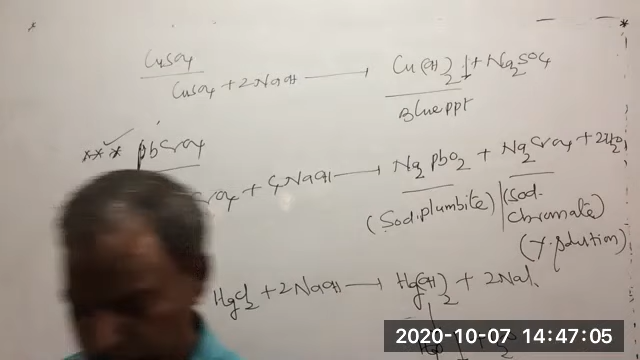 CuSO4
CuSO4 + 2NaOH → Cu(OH)2 ↓ + Na2SO4
Blue ppt
*** ✓ PbCrO4
CrO4 + 4NaOH → Na2PbO2 + Na2CrO4 + 2H2O
(Sod. plumbite) (Sod. Chromate)
(Y. Solution)
HgCl2 + 2NaOH → Hg(OH)2 + 2NaCl
2020-10-07 14:47:05